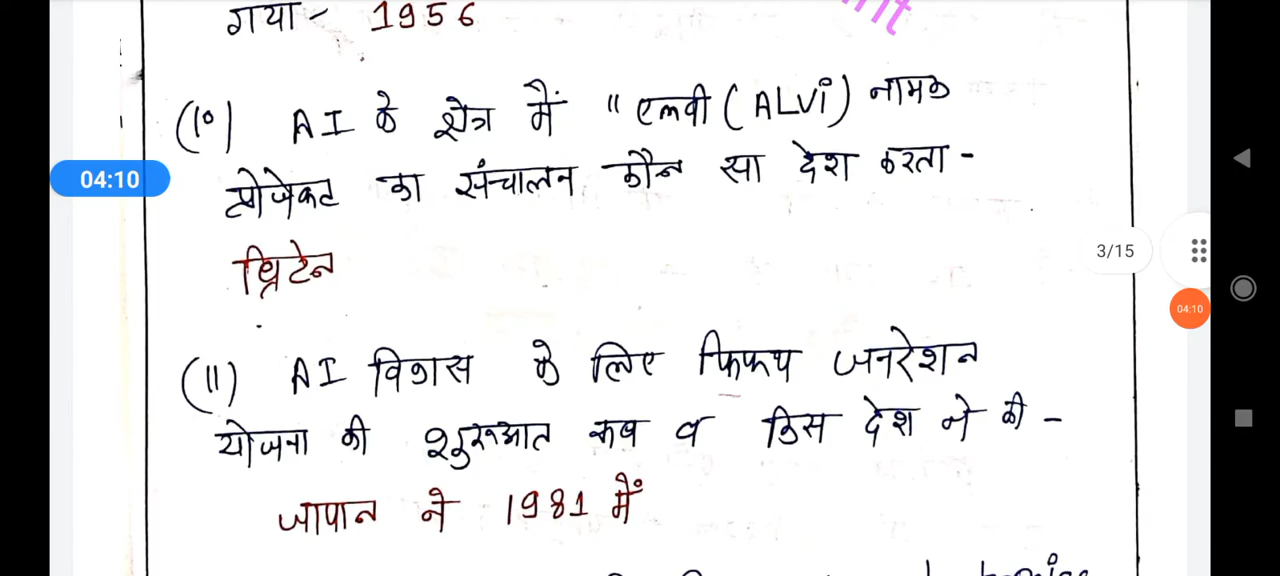 गया - 1956
(10) AI के क्षेत्र में "एलवी (ALVi) नामक
04:10
प्रोजेक्ट का संचालन कौन सा देश करता -
3/15
ब्रिटेन
04:10
(11) AI विकास के लिए फिफ्थ जनरेशन
योजना की शुरुआत कब व किस देश ने की -
जापान ने 1981 में